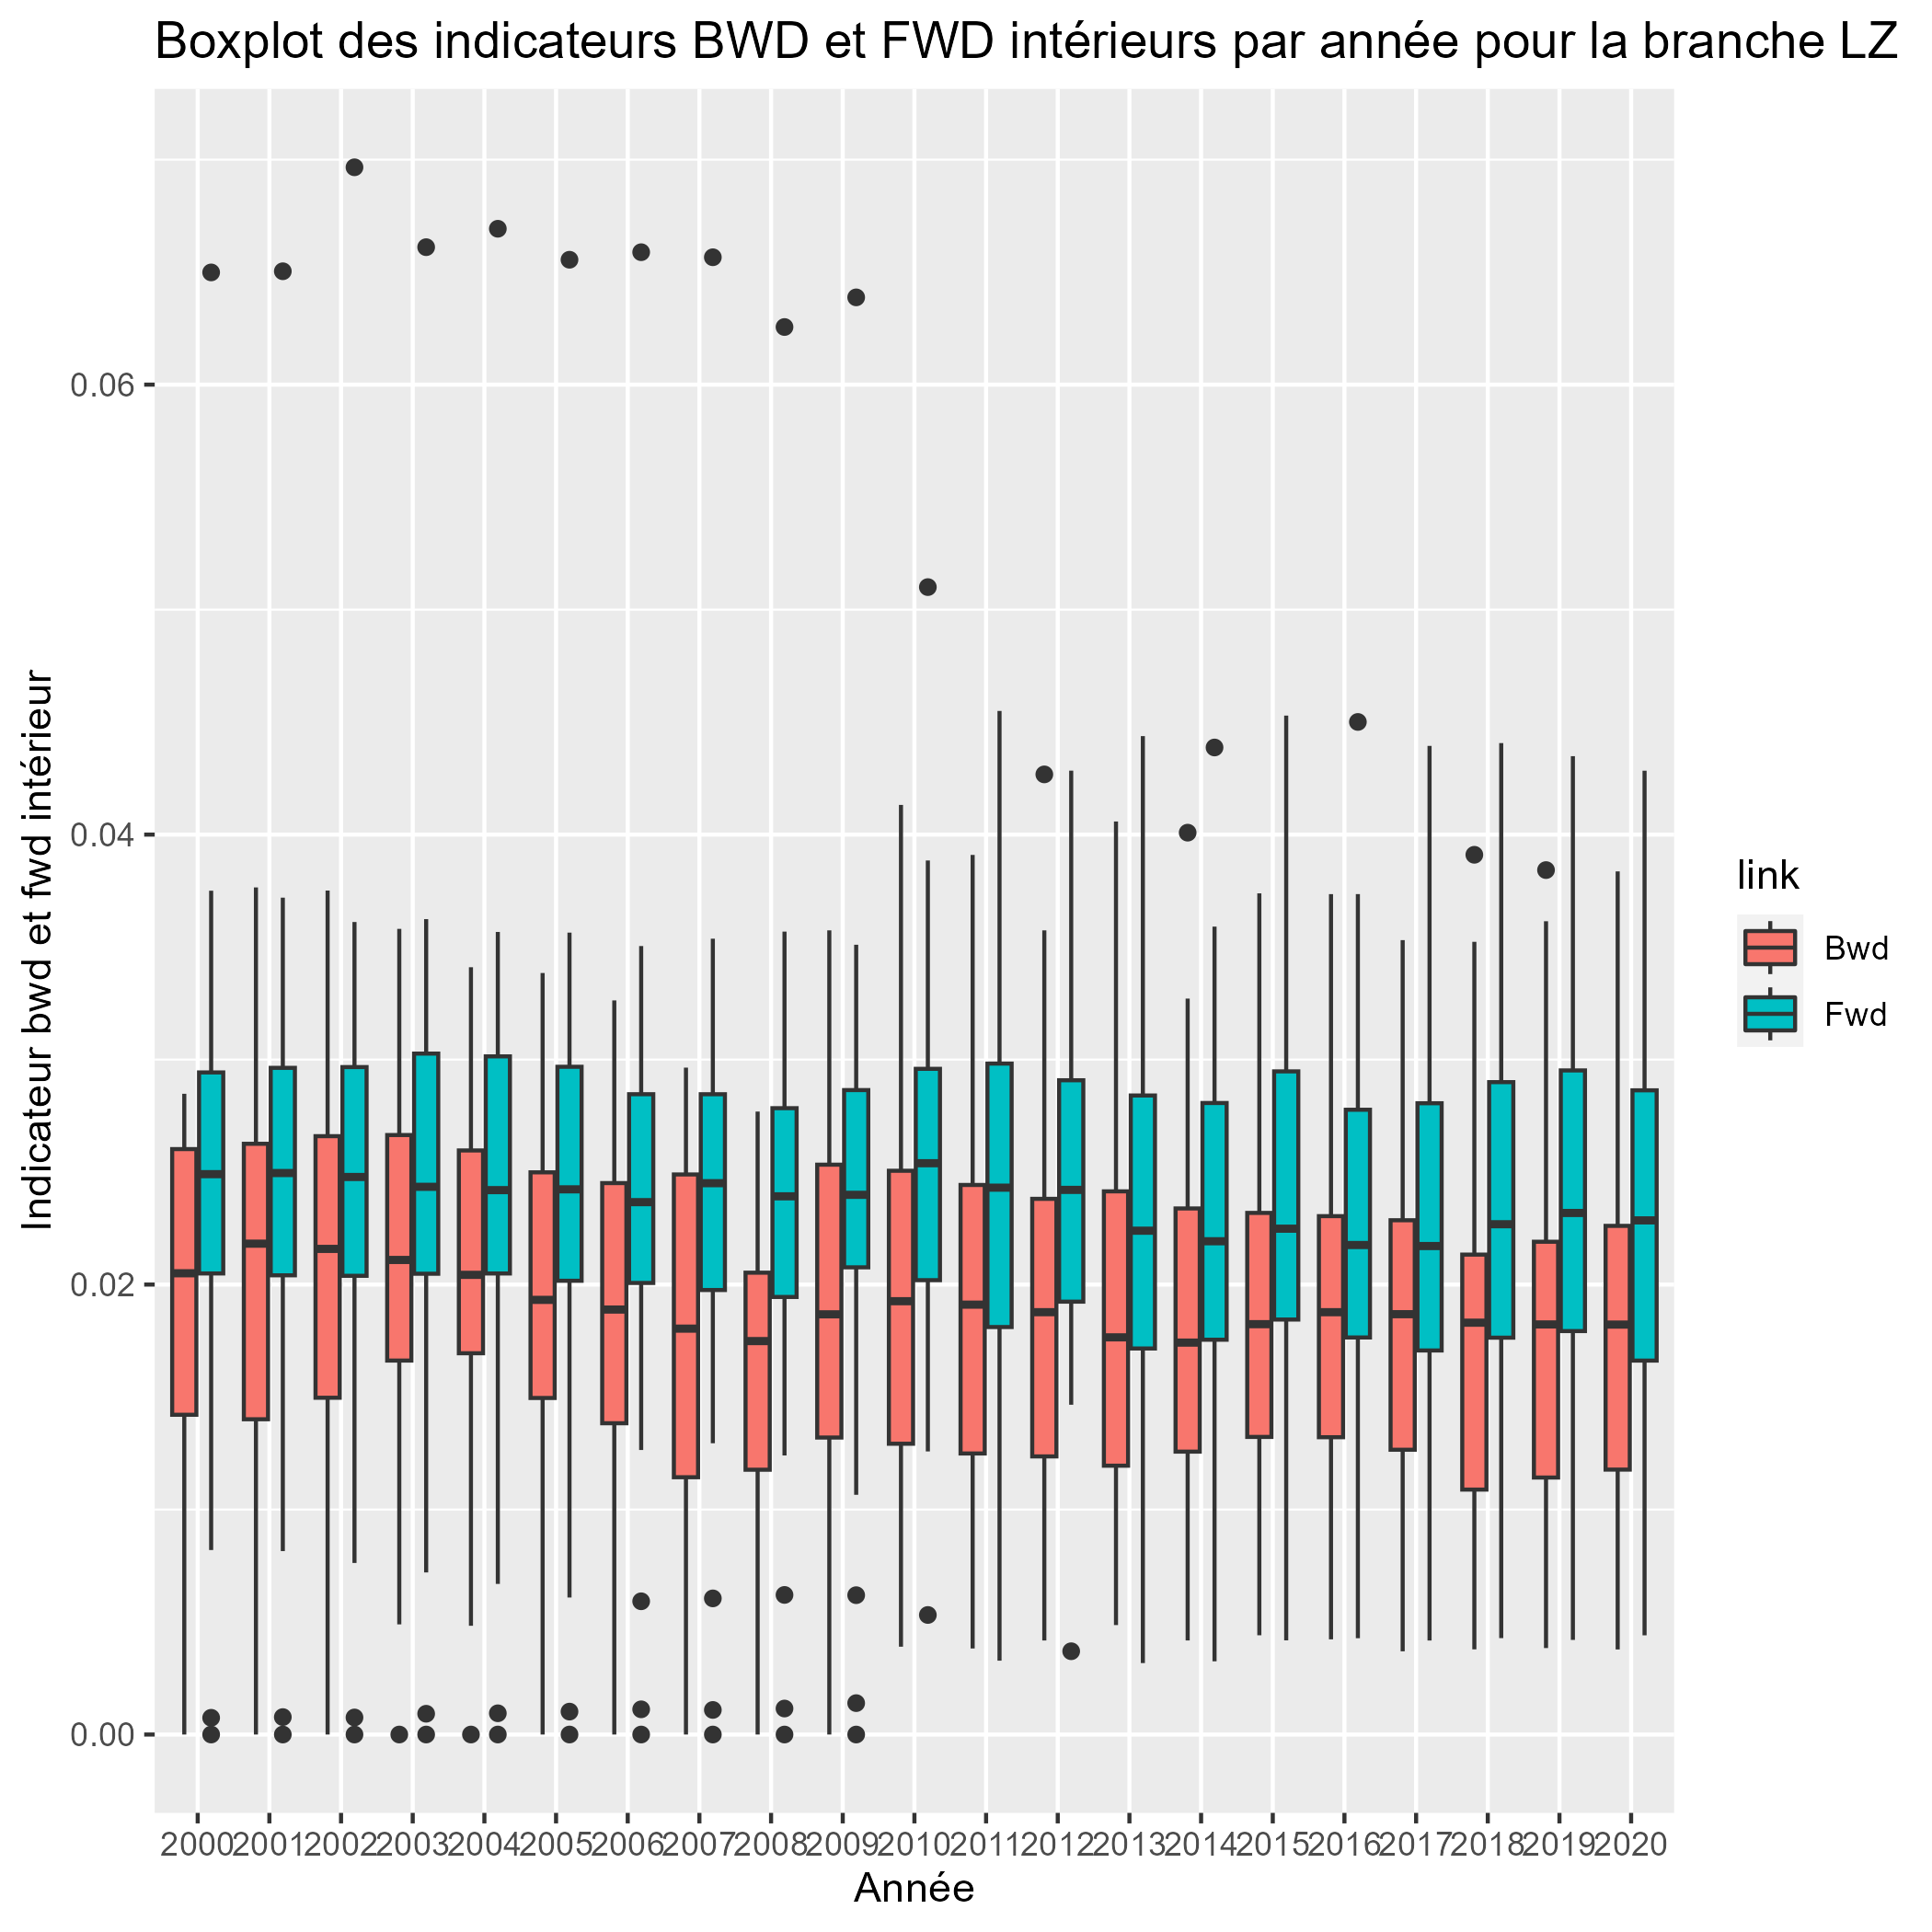 Boxplot des indicateurs BWD et FWD intérieurs par année pour la branche LZ
Indicateur bwd et fwd intérieur
0.06
0.04
0.02
0.00
link
Bwd
Fwd
2000 2001 2002 2003 2004 2005 2006 2007 2008 2009 2010 2011 2012 2013 2014 2015 2016 2017 2018 2019 2020
Année